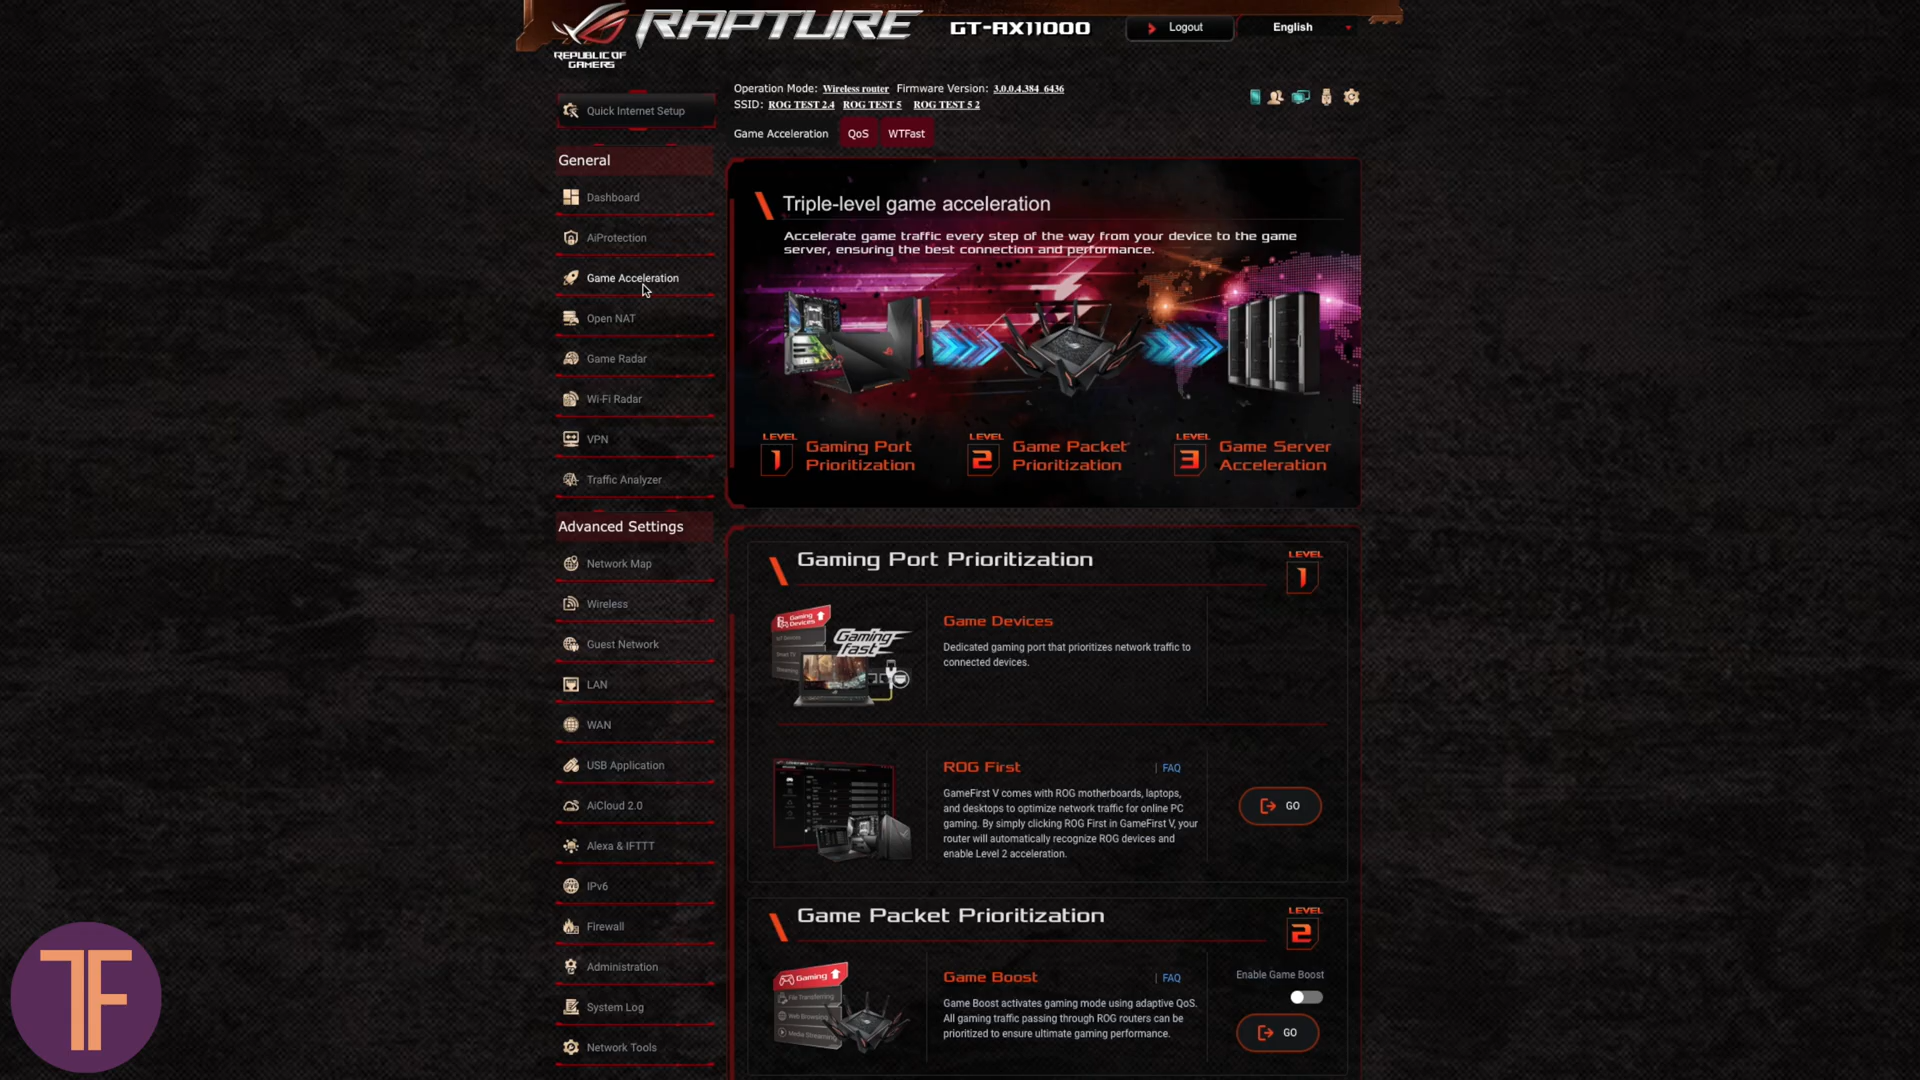 RAPTURE
GT-AX11000
Logout
English
REPUBLIC OF
GAMERS
Operation Mode: Wireless router Firmware Version: 3.0.0.4.384_6436
SSID: ROG TEST 2.4 ROG TEST 5 ROG TEST 5 2
Game Acceleration QoS WTFast
Quick Internet Setup
General
Dashboard
AiProtection
Game Acceleration
Open NAT
Game Radar
Wi-Fi Radar
VPN
Traffic Analyzer
Advanced Settings
Network Map
Wireless
Guest Network
LAN
WAN
USB Application
AiCloud 2.0
Alexa & IFTTT
IPv6
Firewall
Administration
System Log
Network Tools
Triple-level game acceleration
Accelerate game traffic every step of the way from your device to the game
server, ensuring the best connection and performance.
LEVEL
1
Gaming Port
Prioritization
LEVEL
2
Game Packet
Prioritization
LEVEL
3
Game Server
Acceleration
Gaming Port Prioritization
LEVEL
1
Gaming
Devices
Gaming
fast
Game Devices
Dedicated gaming port that prioritizes network traffic to
connected devices.
ROG First
FAQ
GameFirst V comes with ROG motherboards, laptops,
and desktops to optimize network traffic for online PC
gaming. By simply clicking ROG First in GameFirst V, your
router will automatically recognize ROG devices and
enable Level 2 acceleration.
GO
Game Packet Prioritization
LEVEL
2
Gaming
File Transferring
Web Browsing
Media Streaming
Game Boost
FAQ
Game Boost activates gaming mode using adaptive QoS.
All gaming traffic passing through ROG routers can be
prioritized to ensure ultimate gaming performance.
Enable Game Boost
GO
TF